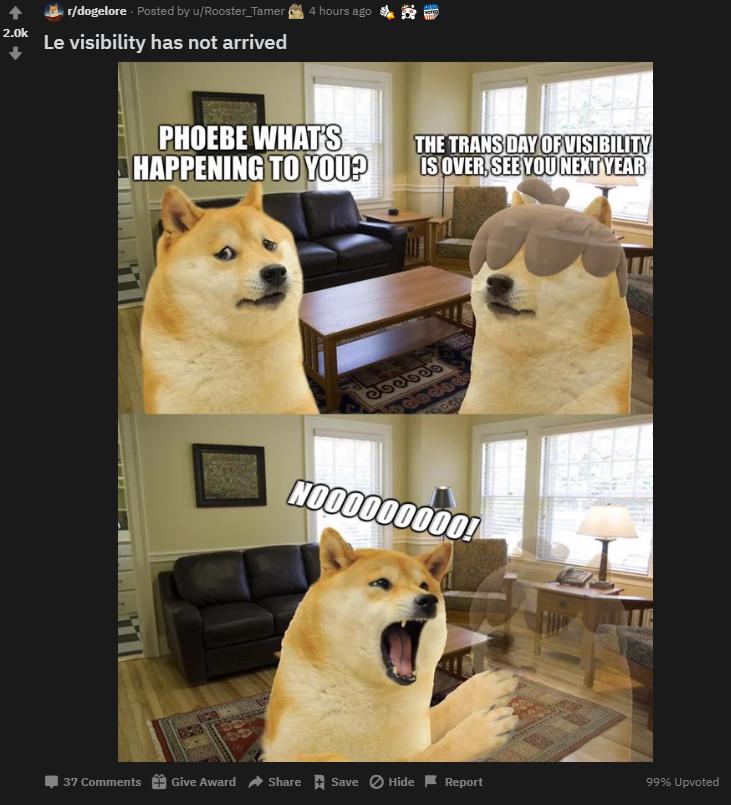 r/dogelore · Posted by u/Rooster_Tamer 4 hours ago
2.0k
Le visibility has not arrived
PHOEBE WHAT'S
HAPPENING TO YOU?
THE TRANS DAY OF VISIBILITY
IS OVER, SEE YOU NEXT YEAR
NOOOOOOOOO!
37 Comments Give Award Share Save Hide Report 99% Upvoted